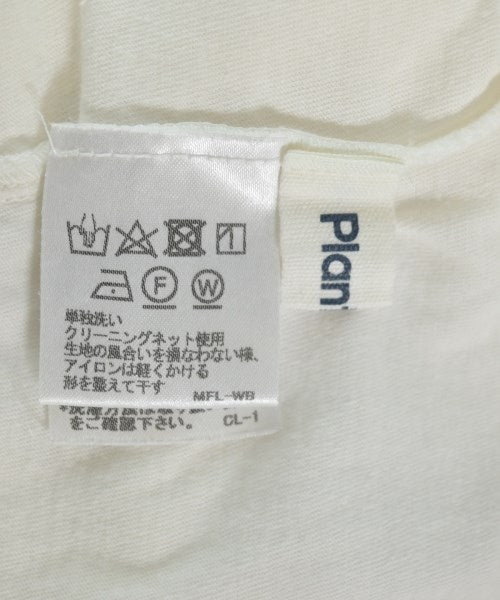 F W
単独洗い
クリーニングネット使用
生地の風合いを損なわない様、
アイロンは軽くかける
形を整えて干す
MFL-WB
をご確認下さい。 CL-1
Plan